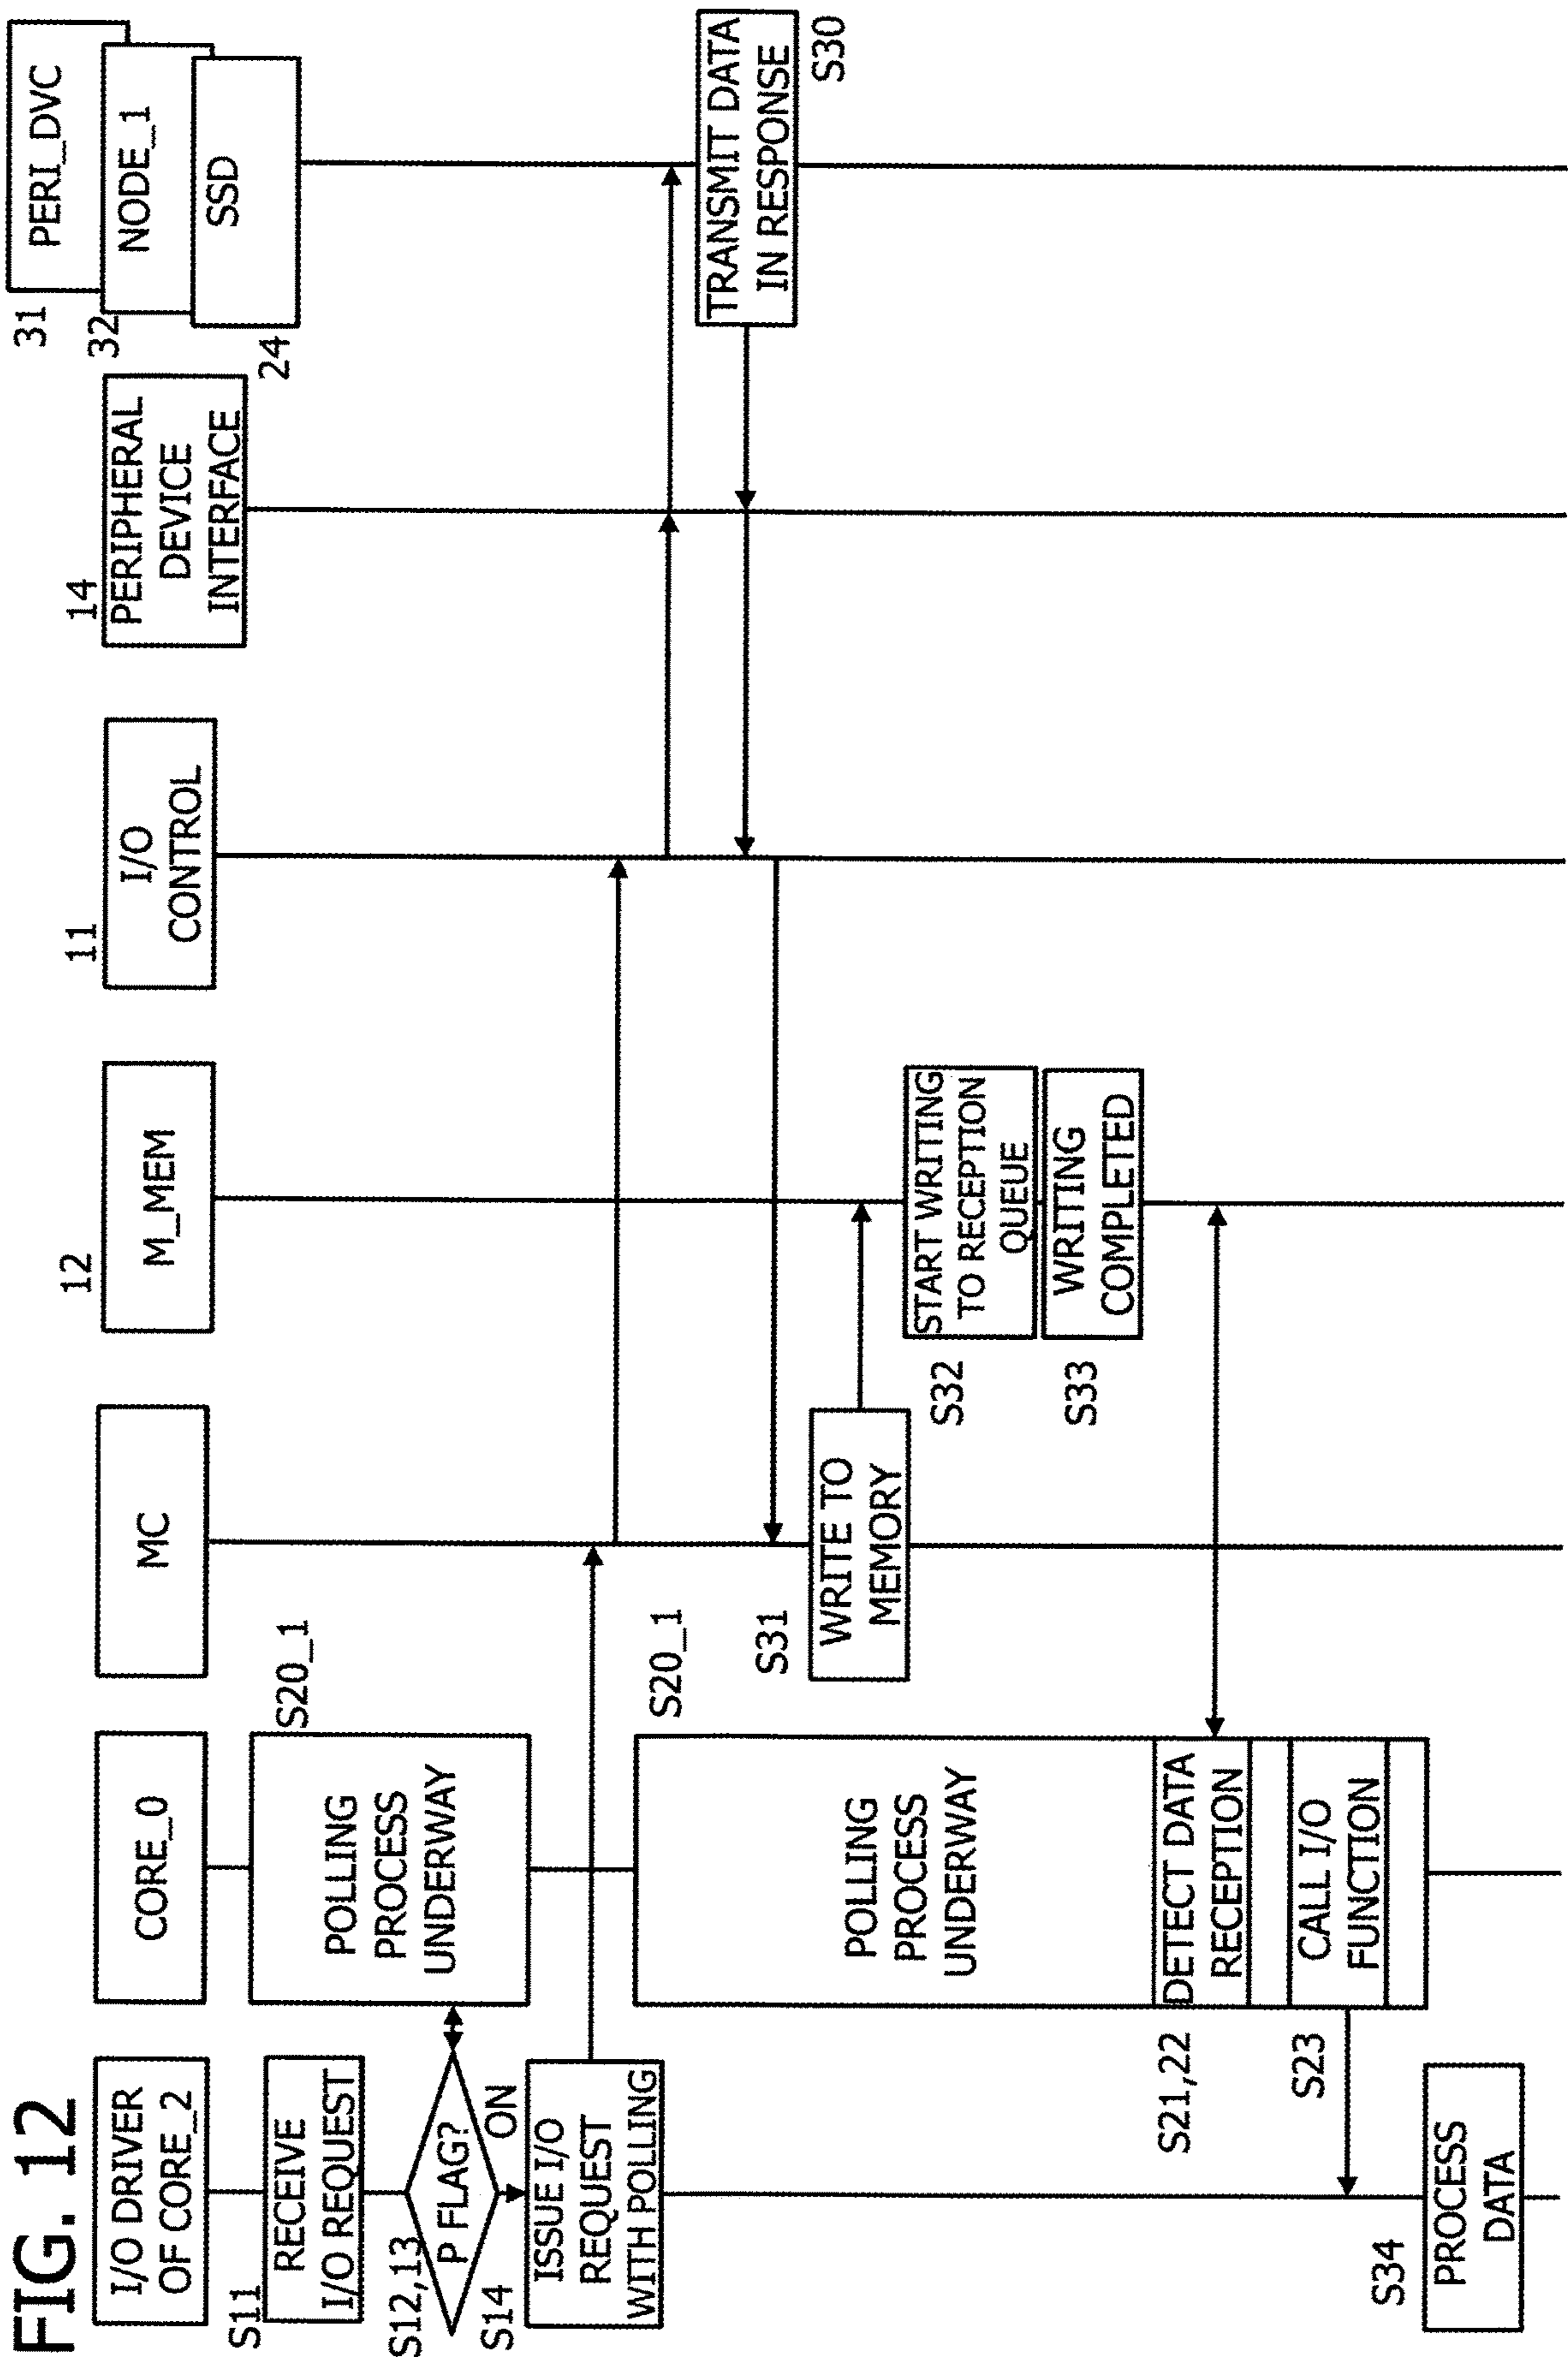 FIG. 12
I/O DRIVER
OF CORE_2
CORE_0
MC
12
M_MEM
11
I/O
CONTROL
14
PERIPHERAL
DEVICE
INTERFACE
31
PERI_DVC
32
NODE_1
24
SSD
S11
RECEIVE
I/O REQUEST
S20_1
POLLING
PROCESS
UNDERWAY
S12,13
P FLAG?
ON
S14
ISSUE I/O
REQUEST
WITH POLLING
S20_1
POLLING
PROCESS
UNDERWAY
TRANSMIT DATA
IN RESPONSE
S30
S31
WRITE TO
MEMORY
S32
START WRITING
TO RECEPTION
QUEUE
S33
WRITING
COMPLETED
S21,22
DETECT DATA
RECEPTION
S23
CALL I/O
FUNCTION
S34
PROCESS
DATA